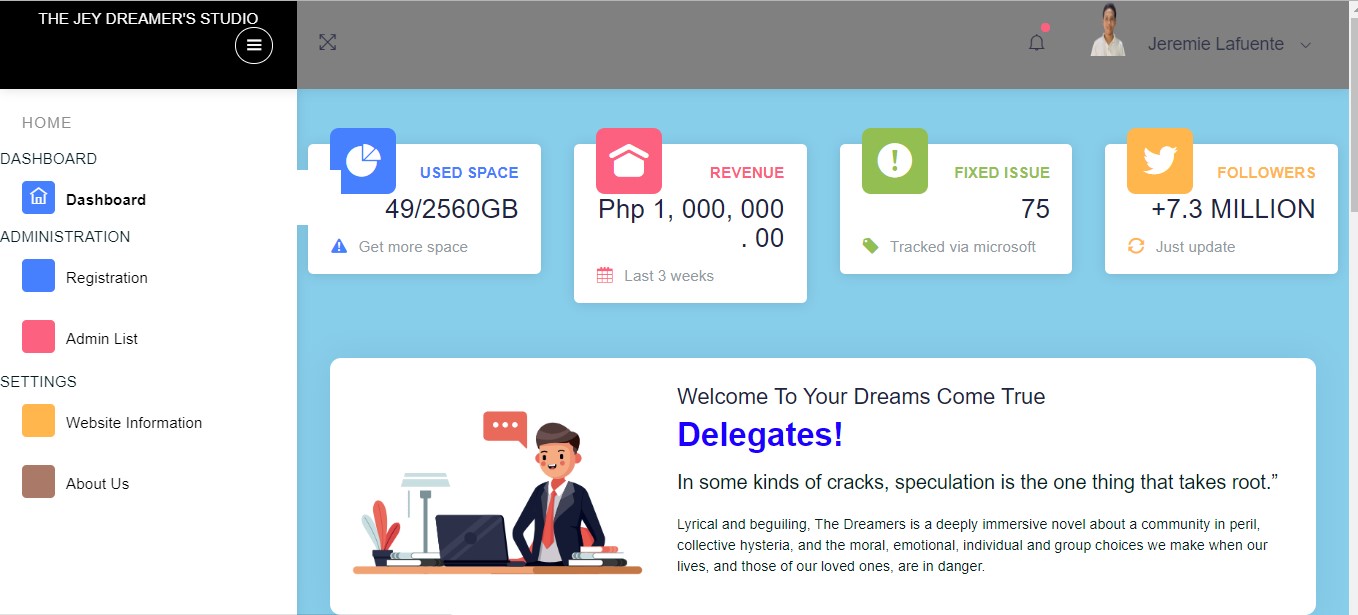 THE JEY DREAMER'S STUDIO
Jeremie Lafuente
HOME
DASHBOARD
Dashboard
ADMINISTRATION
Registration
Admin List
SETTINGS
Website Information
About Us
USED SPACE
49/2560GB
Get more space
REVENUE
Php 1, 000, 000
. 00
Last 3 weeks
FIXED ISSUE
75
Tracked via microsoft
FOLLOWERS
+7.3 MILLION
Just update
Welcome To Your Dreams Come True
Delegates!
In some kinds of cracks, speculation is the one thing that takes root.”
Lyrical and beguiling, The Dreamers is a deeply immersive novel about a community in peril,
collective hysteria, and the moral, emotional, individual and group choices we make when our
lives, and those of our loved ones, are in danger.